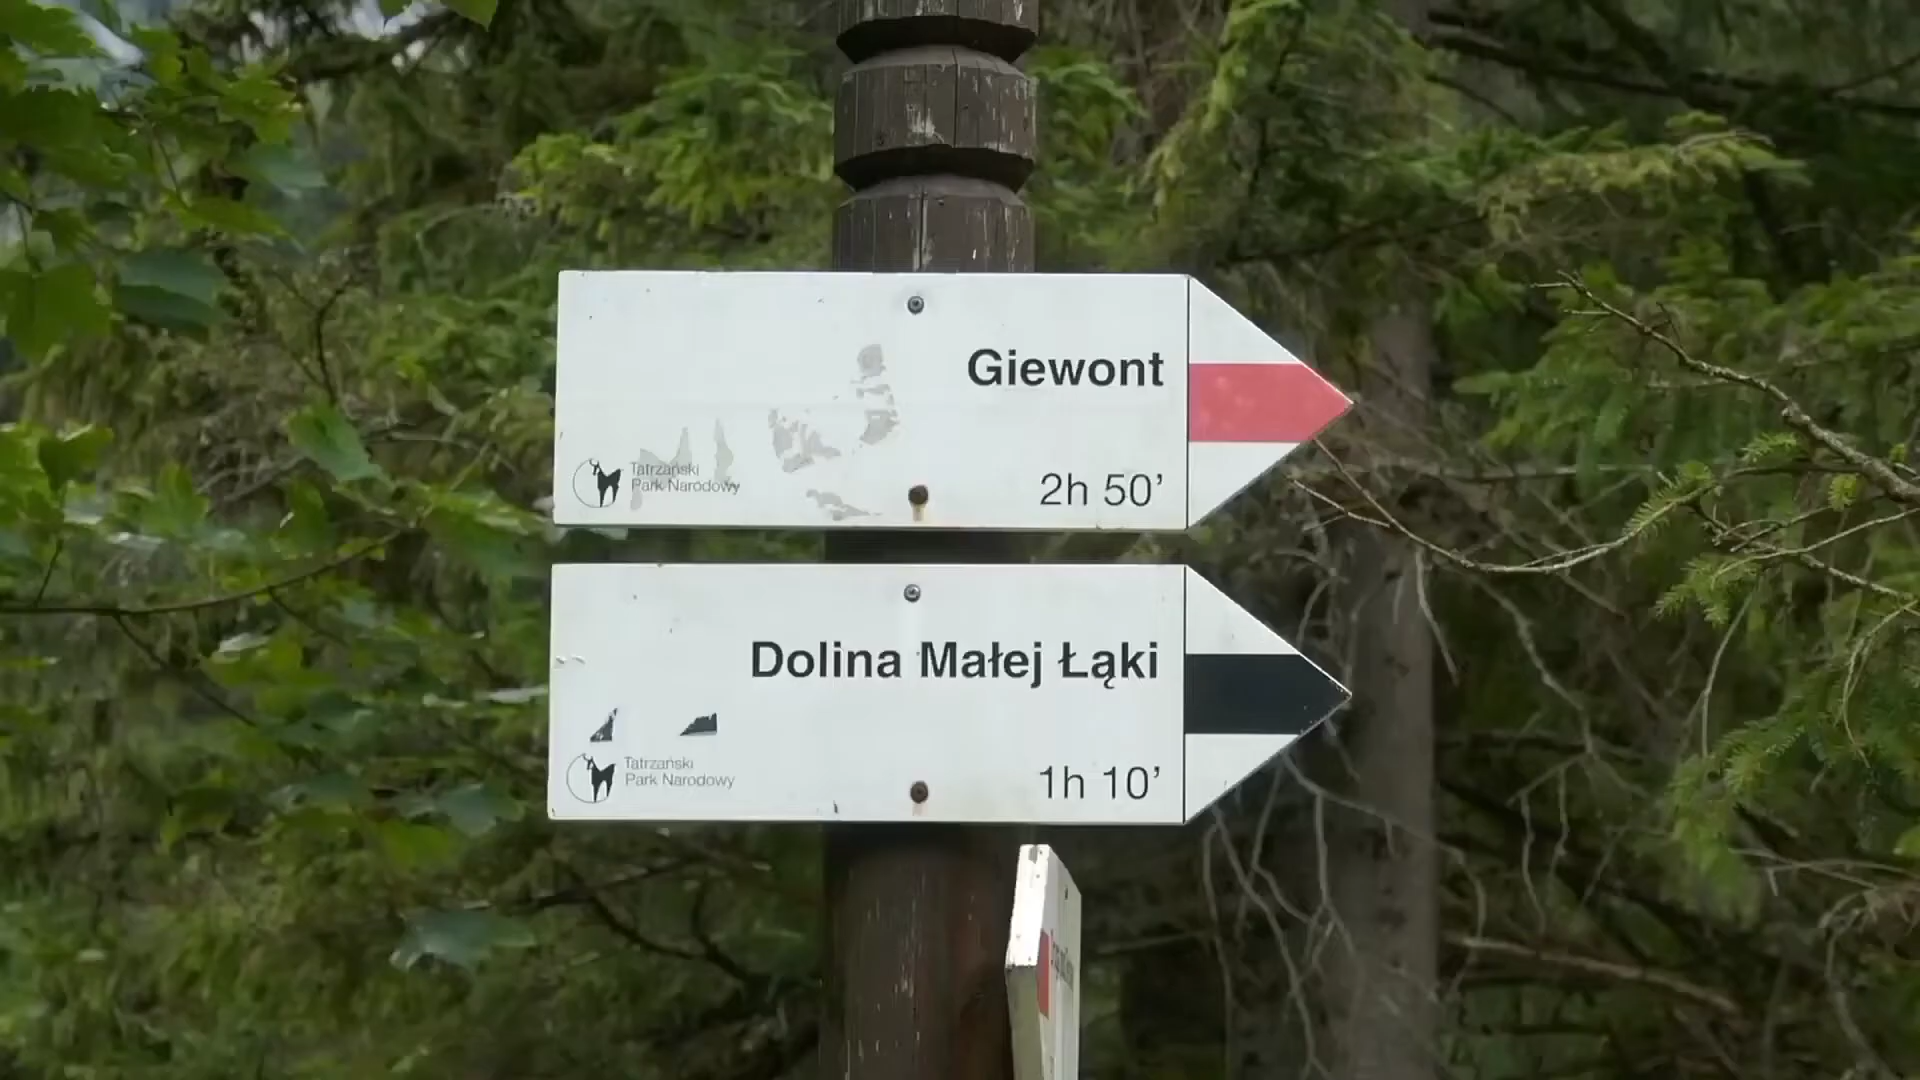 Giewont
Tatrzański
Park Narodowy
2h 50’
Dolina Małej Łąki
Tatrzański
Park Narodowy
1h 10’